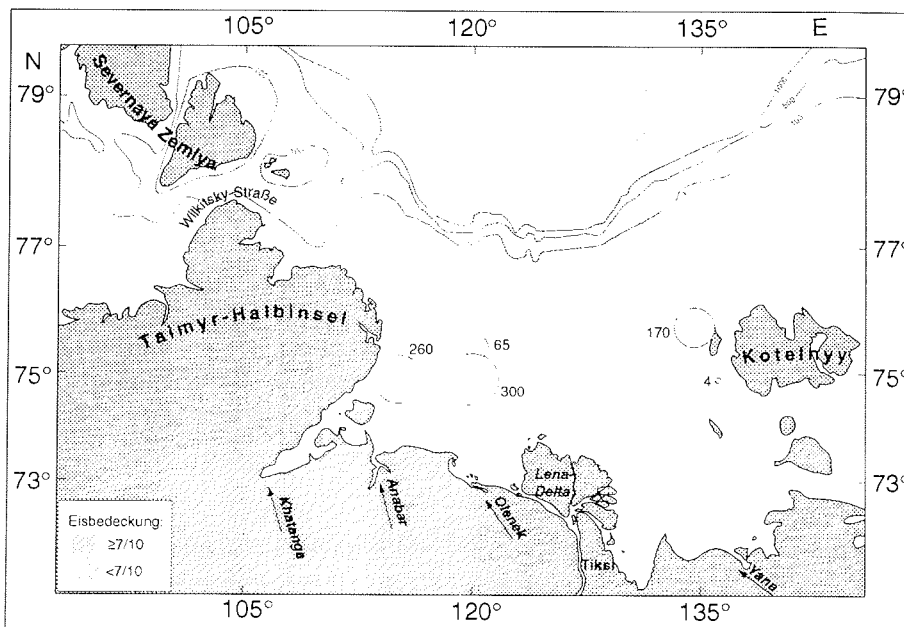 105° 120° 135° E
N
79° 79°
Severnaya Zemlya
Wilkitsky-Straße
77° 77°
Taimyr-Halbinsel
260 65 170
Kotelnyy
75° 75°
300 4
73° 73°
Lena-
Delta
Khatanga
Anabar
Olenek
Tiksi
Yana
Eisbedeckung:
≥7/10
<7/10
105° 120° 135°